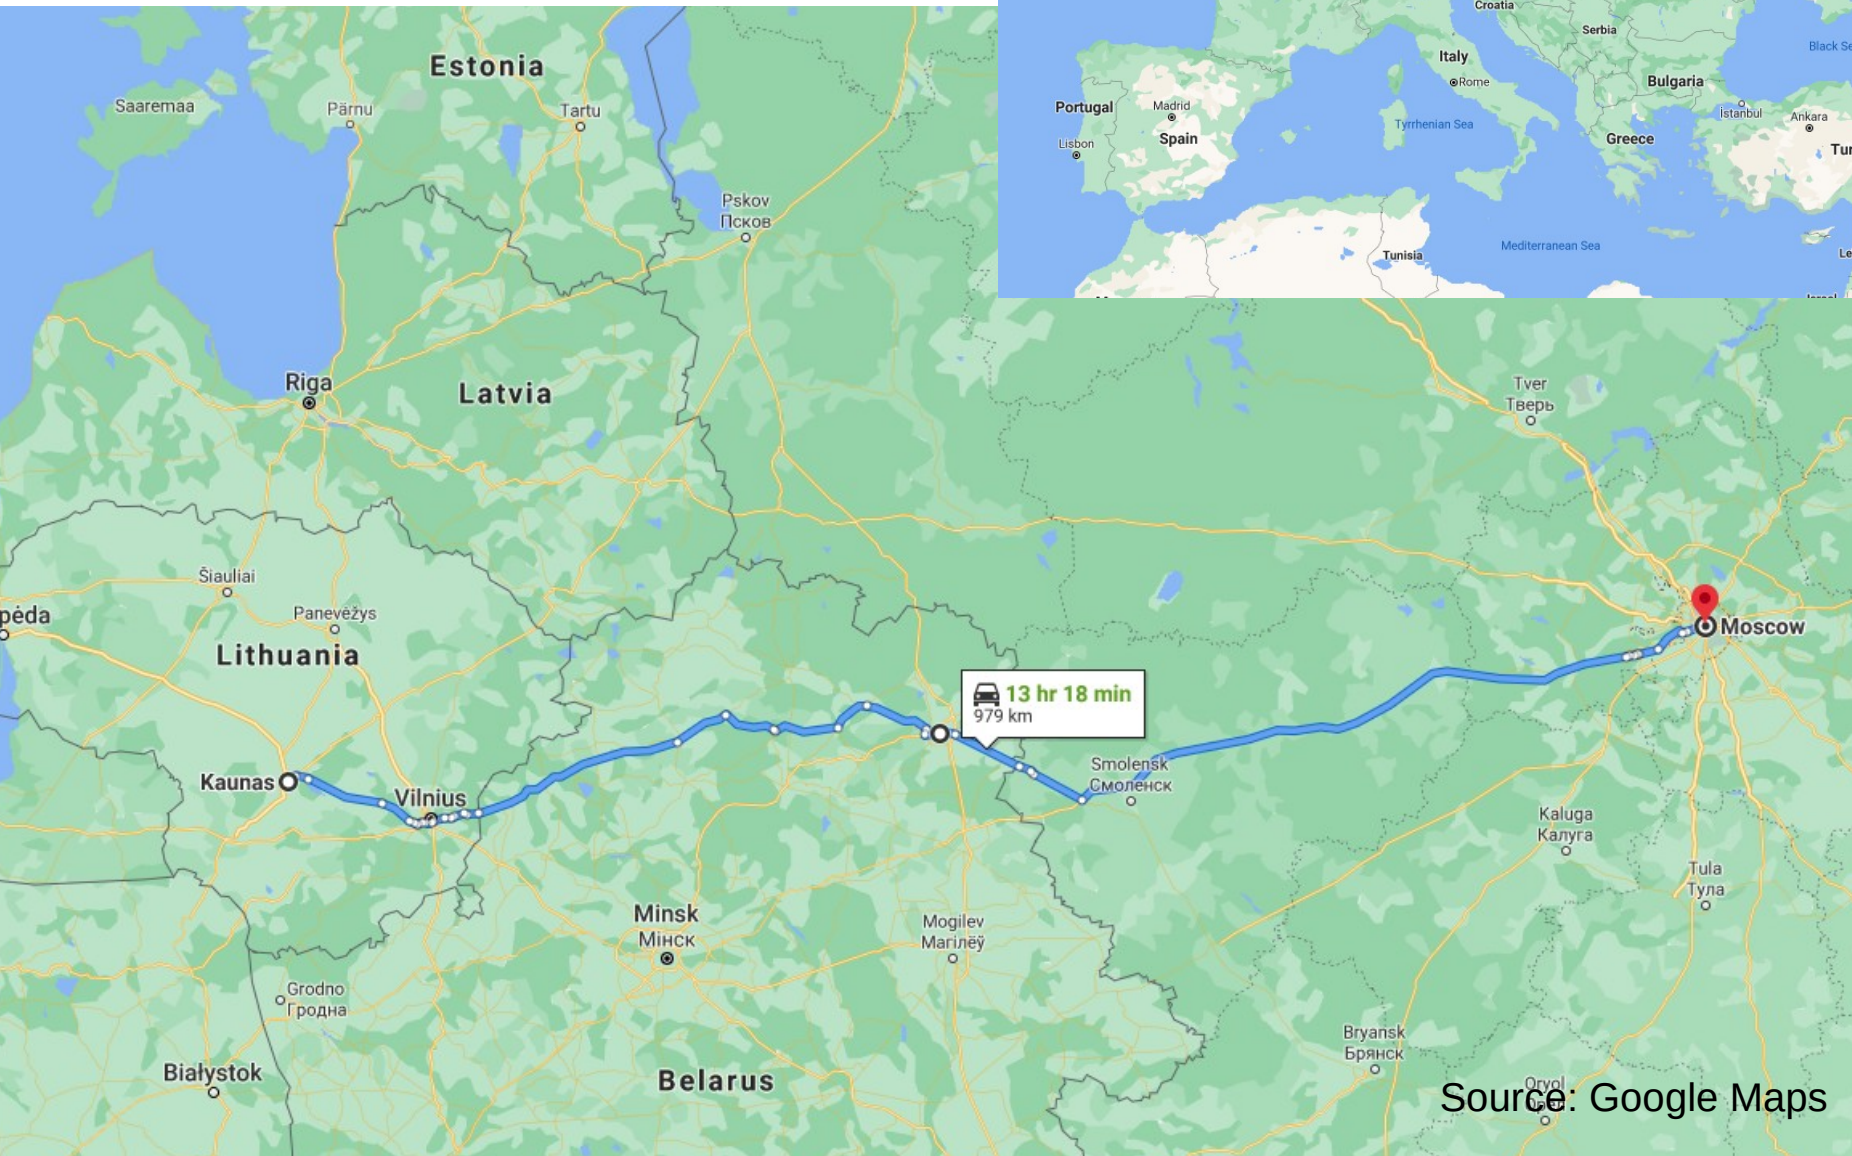 Estonia
Saaremaa
Pärnu
Tartu
Pskov
Псков
Riga
Latvia
Šiauliai
Panevėžys
pėda
Lithuania
Kaunas
Vilnius
13 hr 18 min
979 km
Smolensk
Смоленск
Tver
Тверь
Moscow
Kaluga
Калуга
Tula
Тула
Minsk
Мінск
Mogilev
Магілёў
Grodno
Гродна
Białystok
Belarus
Bryansk
Брянск
Oryol
Source: Google Maps
Croatia
Serbia
Black Se
Italy
Rome
Bulgaria
Portugal
Madrid
Istanbul
Ankara
Tyrrhenian Sea
Spain
Greece
Tur
Lisbon
Mediterranean Sea
Tunisia
Le